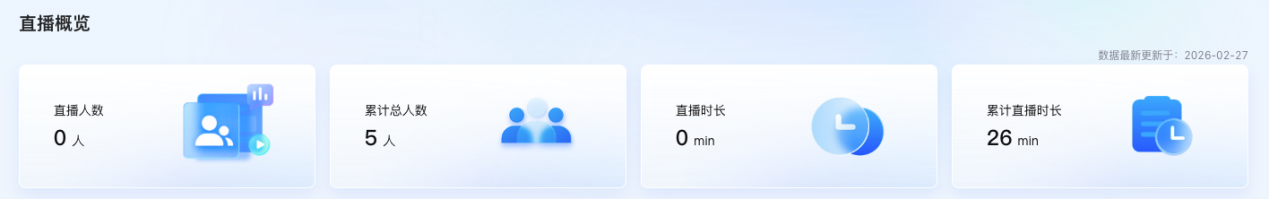 直播概览
数据最新更新于：2026-02-27
直播人数
0 人
累计总人数
5 人
直播时长
0 min
累计直播时长
26 min